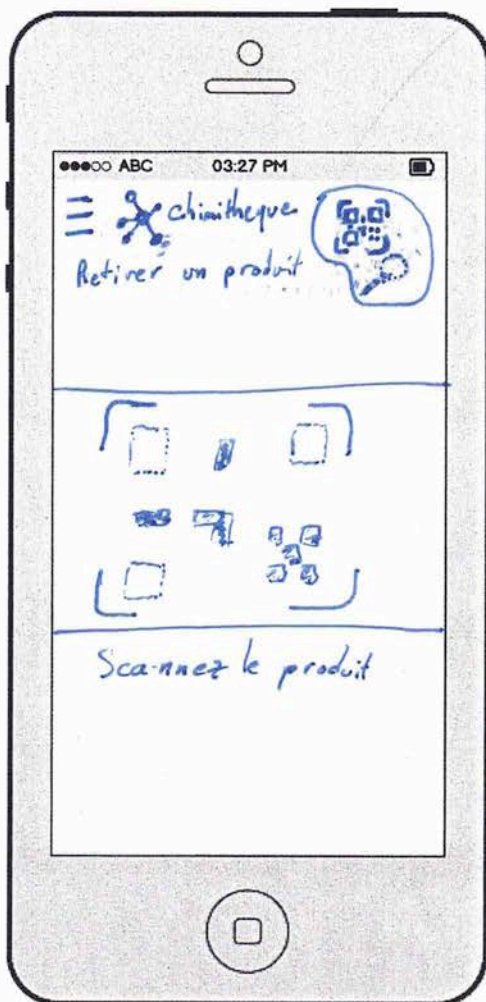 ABC 03:27 PM
chimitheque
Retirer un produit
Scannez le produit